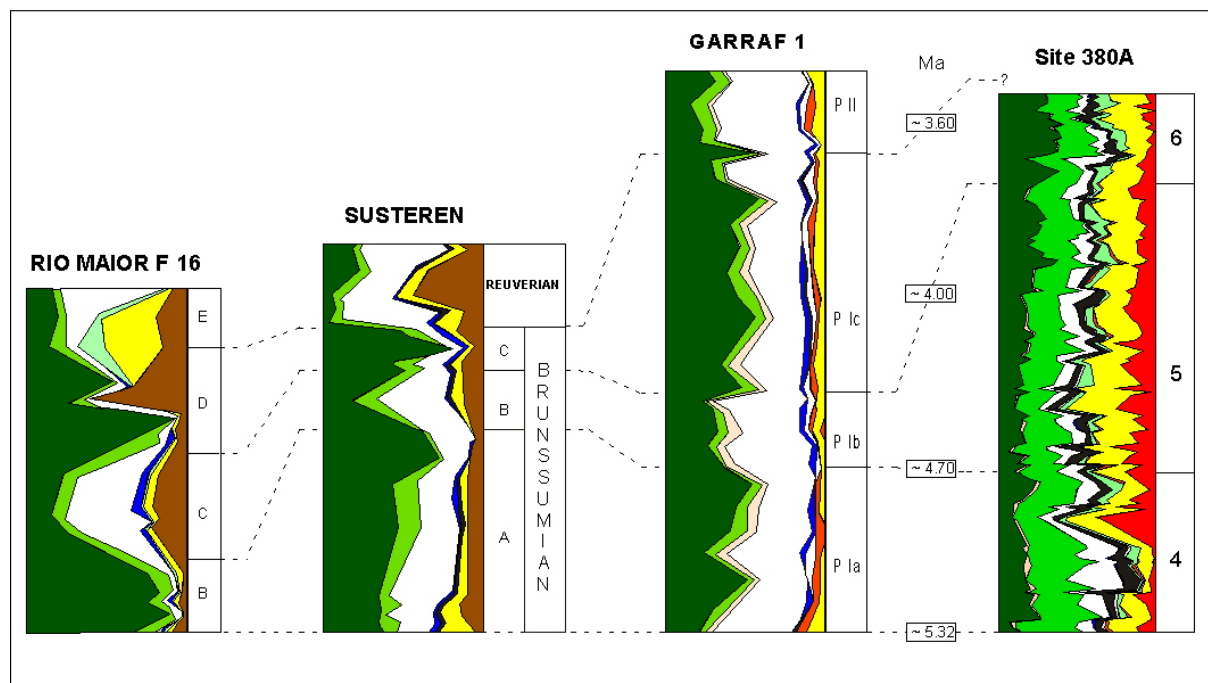 GARRAF 1
Ma
Site 380A
?
P II
~ 3.60
6
SUSTEREN
RIO MAIOR F 16
REUVERIAN
E
P Ic
~ 4.00
C
D
B
5
P Ib
~ 4.70
C
A
BRUNSSUMIAN
P Ia
4
B
~ 5.32